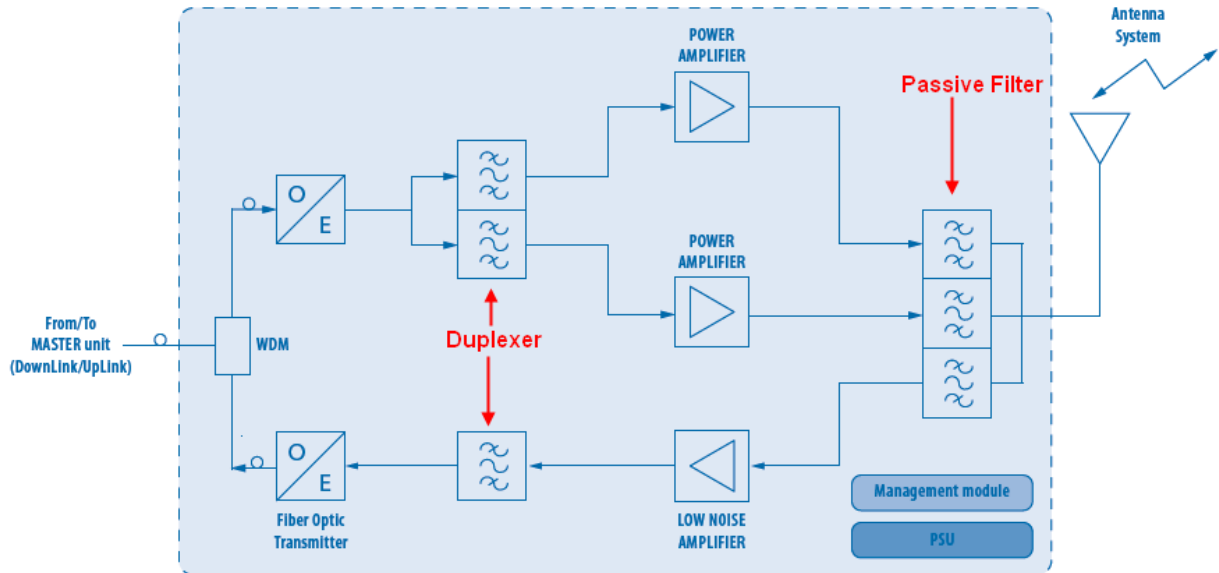 POWER
AMPLIFIER
Antenna
System
Passive Filter
O
E
POWER
AMPLIFIER
From/To
MASTER unit
(DownLink/UpLink)
WDM
Duplexer
O
E
Fiber Optic
Transmitter
LOW NOISE
AMPLIFIER
Management module
PSU